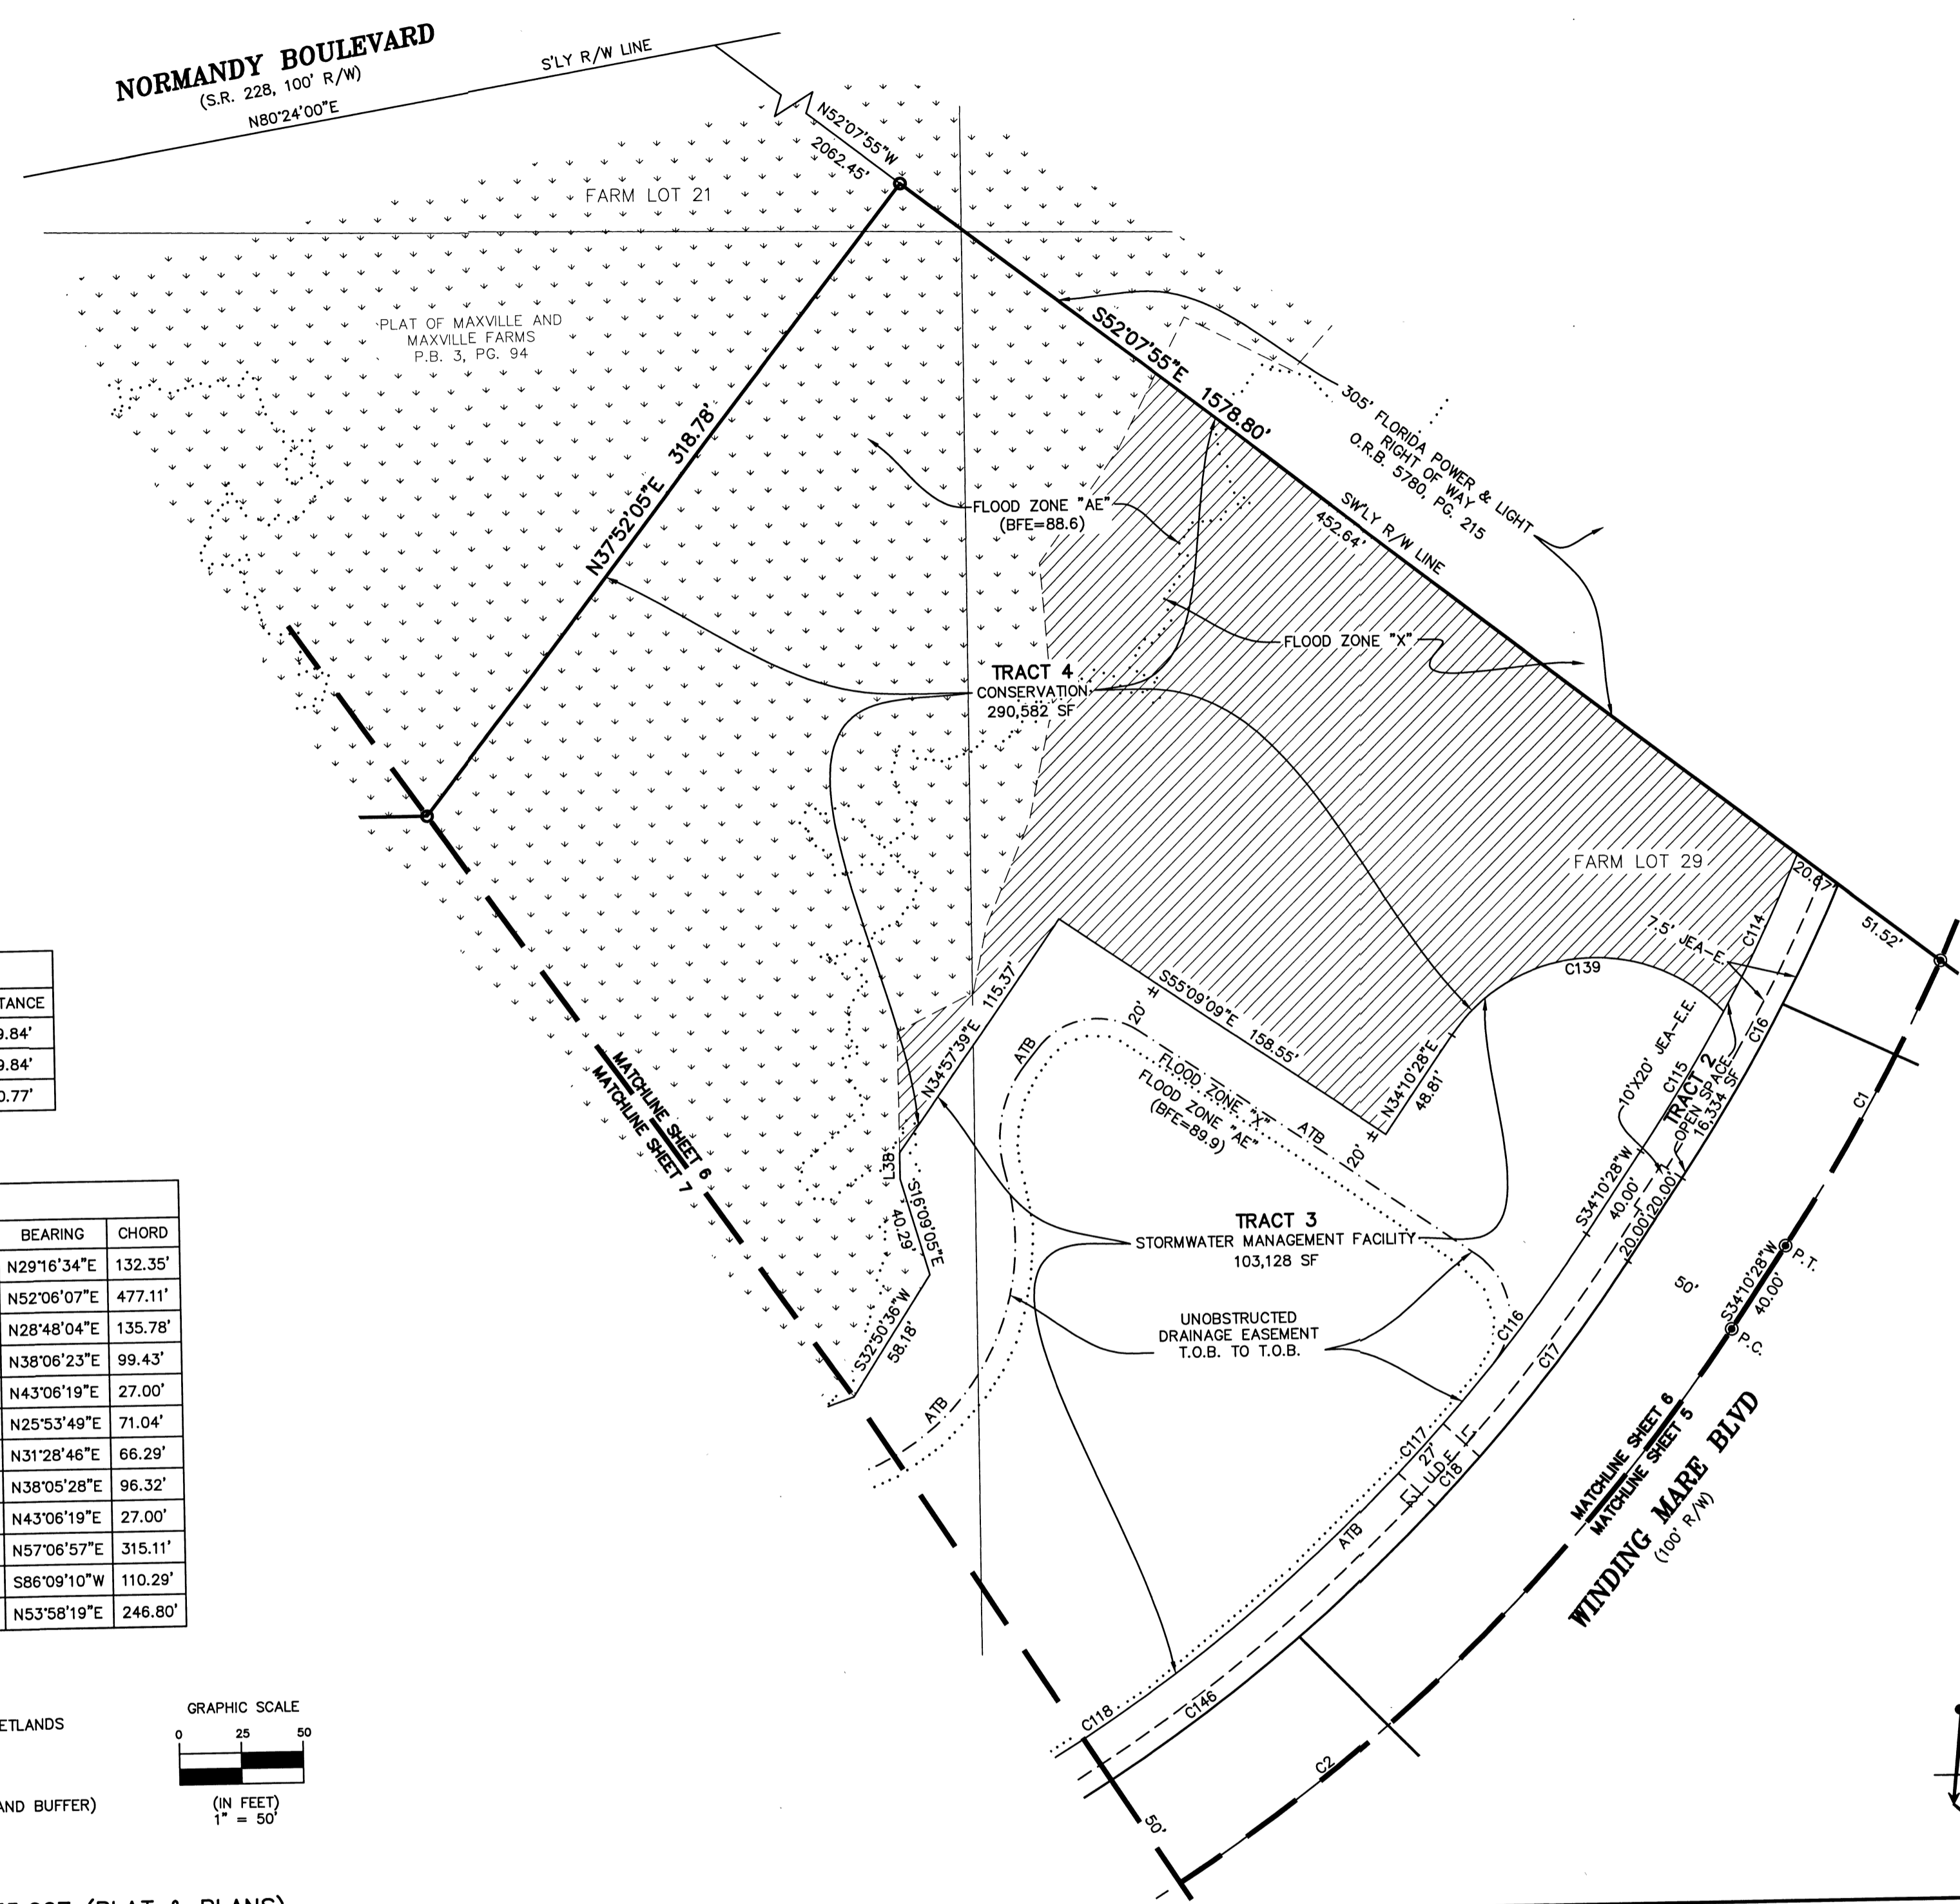 NORMANDY BOULEVARD
(S.R. 228, 100' R/W)
N80°24'00"E
S'LY R/W LINE
N52°07'55"W
2062.45'
FARM LOT 21
PLAT OF MAXVILLE AND
MAXVILLE FARMS
P.B. 3, PG. 94
N37°52'05"E 318.78'
S52°07'55"E 1578.80'
305' FLORIDA POWER & LIGHT
RIGHT OF WAY
O.R.B. 5780, PG. 215
SW'LY R/W LINE
452.64'
FLOOD ZONE "AE"
(BFE=88.6)
FLOOD ZONE "X"
TRACT 4
CONSERVATION
290,582 SF
FARM LOT 29
20.67'
51.52'
7.5' JEA-E.
C114
C139
C16
10'X20' JEA-E.E.
C115
TRACT 2
OPEN SPACE
16,334 SF
C1
N34°57'39"E 115.37'
S55°09'09"E 158.55'
20'
ATB
FLOOD ZONE "X"
FLOOD ZONE "AE"
(BFE=89.9)
ATB
20'
N34°10'28"E
48.81'
L38
S16°09'05"E
40.29'
S32°50'36"W
58.18'
MATCHLINE SHEET 6
MATCHLINE SHEET 7
TRACT 3
STORMWATER MANAGEMENT FACILITY
103,128 SF
UNOBSTRUCTED
DRAINAGE EASEMENT
T.O.B. TO T.O.B.
S34°10'28"W
40.00'
20.00'
20.00'
50'
S34°10'28"W
40.00'
P.T.
P.C.
C116
C17
C117
27'
U.D.E.
C18
ATB
ATB
MATCHLINE SHEET 6
MATCHLINE SHEET 5
WINDING MARE BLVD
(100' R/W)
C118
C146
C2
50'
TANCE
9.84'
9.84'
0.77'
BEARING CHORD
N29°16'34"E 132.35'
N52°06'07"E 477.11'
N28°48'04"E 135.78'
N38°06'23"E 99.43'
N43°06'19"E 27.00'
N25°53'49"E 71.04'
N31°28'46"E 66.29'
N38°05'28"E 96.32'
N43°06'19"E 27.00'
N57°06'57"E 315.11'
S86°09'10"W 110.29'
N53°58'19"E 246.80'
ETLANDS
AND BUFFER)
GRAPHIC SCALE
0 25 50
(IN FEET)
1" = 50'